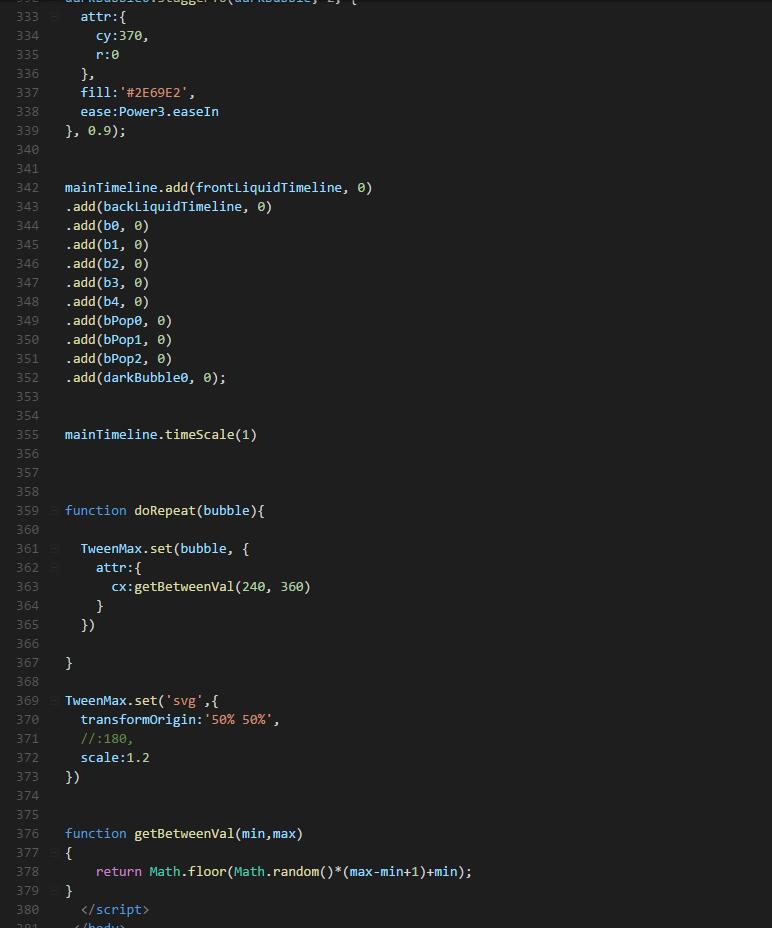 333 attr:{
334 cy:370,
335 r:0
336 },
337 fill:'#2E69E2',
338 ease:Power3.easeIn
339 }, 0.9);
340
341
342 mainTimeline.add(frontLiquidTimeline, 0)
343 .add(backLiquidTimeline, 0)
344 .add(b0, 0)
345 .add(b1, 0)
346 .add(b2, 0)
347 .add(b3, 0)
348 .add(b4, 0)
349 .add(bPop0, 0)
350 .add(bPop1, 0)
351 .add(bPop2, 0)
352 .add(darkBubble0, 0);
353
354
355 mainTimeline.timeScale(1)
356
357
358
359 function doRepeat(bubble){
360
361 TweenMax.set(bubble, {
362 attr:{
363 cx:getBetweenVal(240, 360)
364 }
365 })
366
367 }
368
369 TweenMax.set('svg',{
370 transformOrigin:'50% 50%',
371 //:180,
372 scale:1.2
373 })
374
375
376 function getBetweenVal(min,max)
377 {
378 return Math.floor(Math.random()*(max-min+1)+min);
379 }
380 </script>
381 </body>